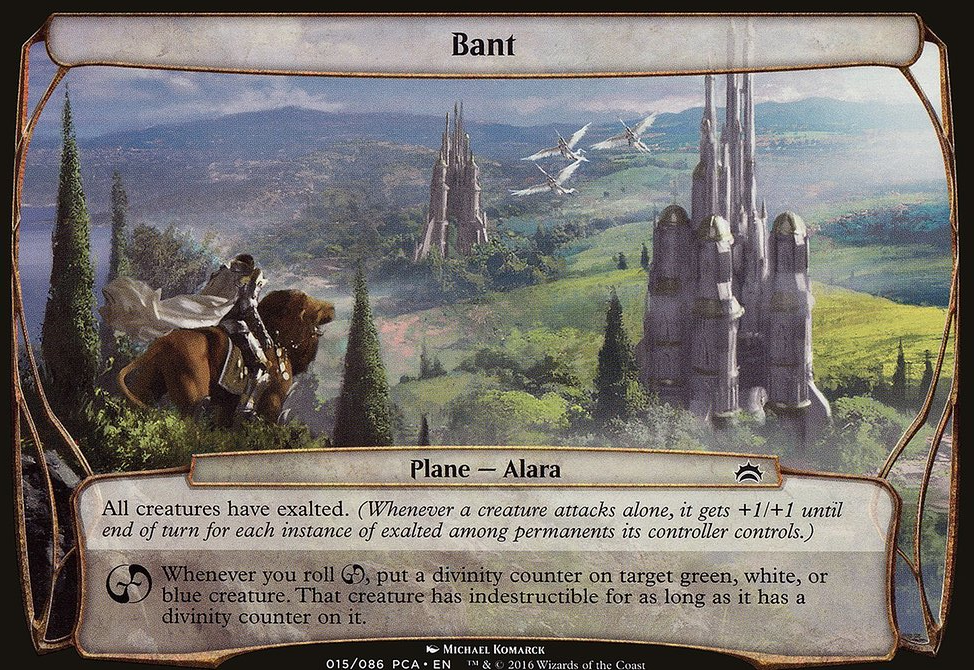 Bant
Plane — Alara
All creatures have exalted. (Whenever a creature attacks alone, it gets +1/+1 until
end of turn for each instance of exalted among permanents its controller controls.)
Whenever you roll , put a divinity counter on target green, white, or
blue creature. That creature has indestructible for as long as it has a
divinity counter on it.
Michael Komarck
015/086 PCA • EN ™ & © 2016 Wizards of the Coast